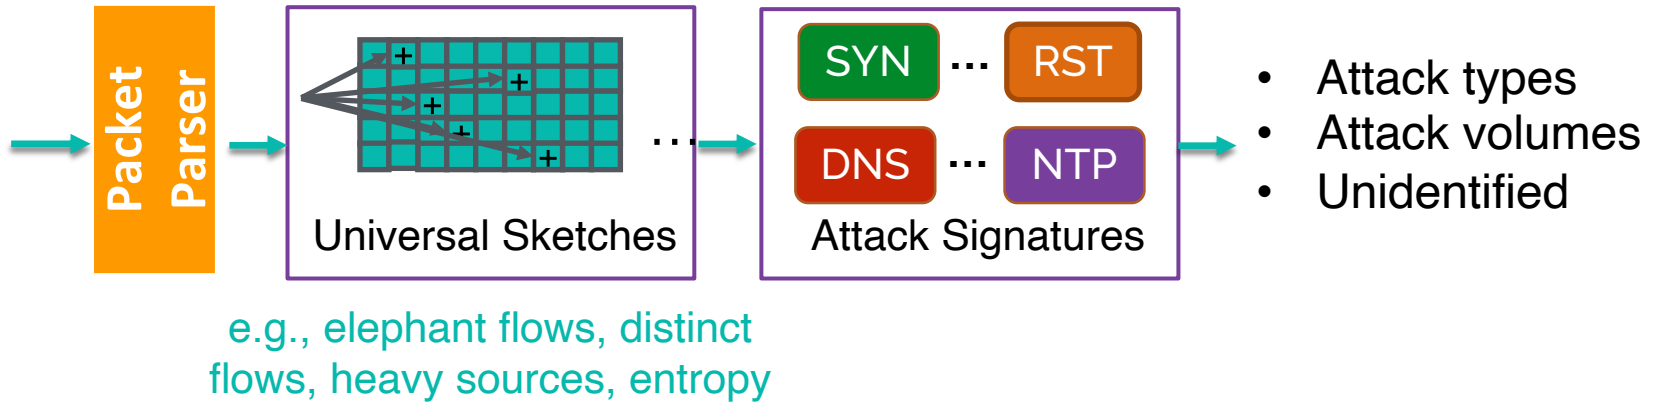 Packet
Parser
+
+
+
+
+
...
Universal Sketches
SYN ... RST
DNS ... NTP
Attack Signatures
• Attack types
• Attack volumes
• Unidentified
e.g., elephant flows, distinct
flows, heavy sources, entropy